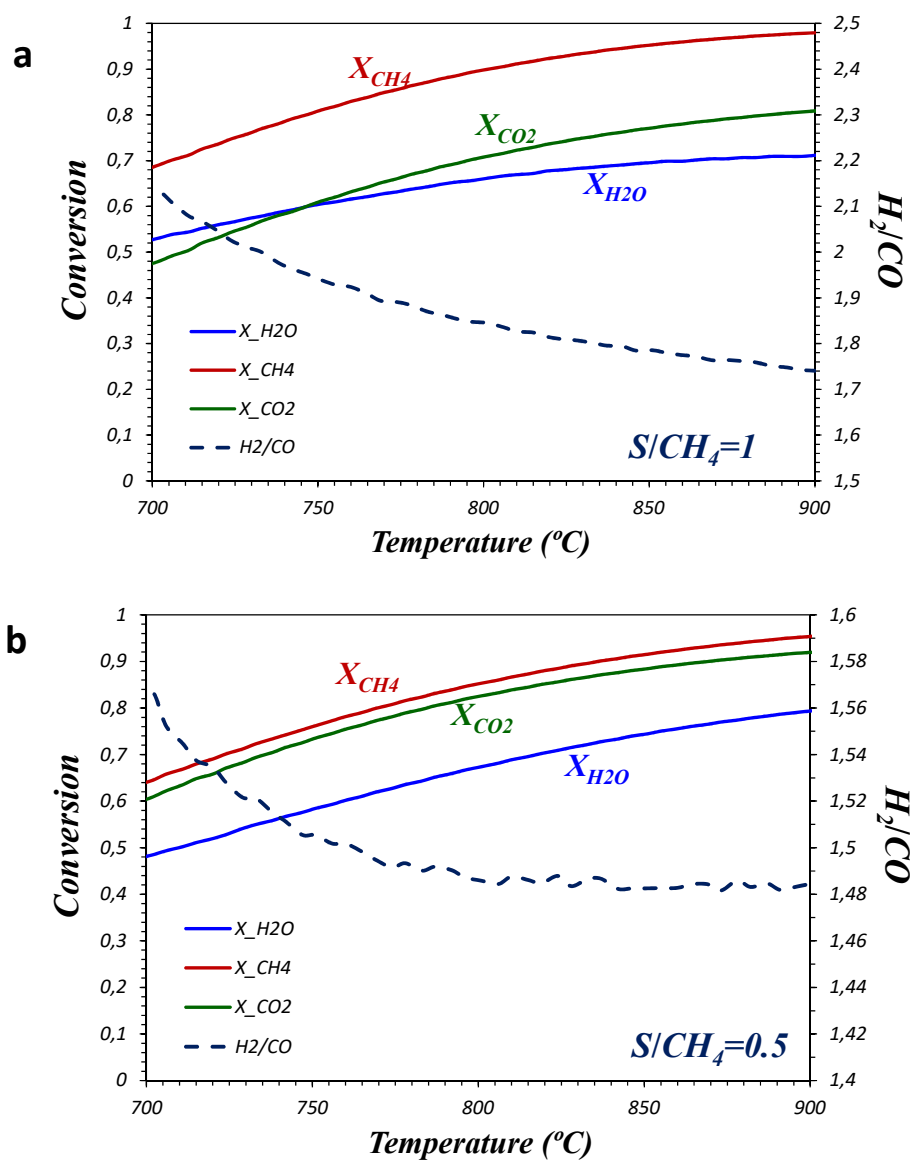 a
Conversion
1
0,9
0,8
0,7
0,6
0,5
0,4
0,3
0,2
0,1
0
X_CH4
X_CO2
X_H2O
X_H2O
X_CH4
X_CO2
H2/CO
S/CH4=1
2,5
2,4
2,3
2,2
2,1
2
1,9
1,8
1,7
1,6
1,5
H2/CO
700 750 800 850 900
Temperature (ºC)
b
Conversion
1
0,9
0,8
0,7
0,6
0,5
0,4
0,3
0,2
0,1
0
X_CH4
X_CO2
X_H2O
X_H2O
X_CH4
X_CO2
H2/CO
S/CH4=0.5
1,6
1,58
1,56
1,54
1,52
1,5
1,48
1,46
1,44
1,42
1,4
H2/CO
700 750 800 850 900
Temperature (ºC)